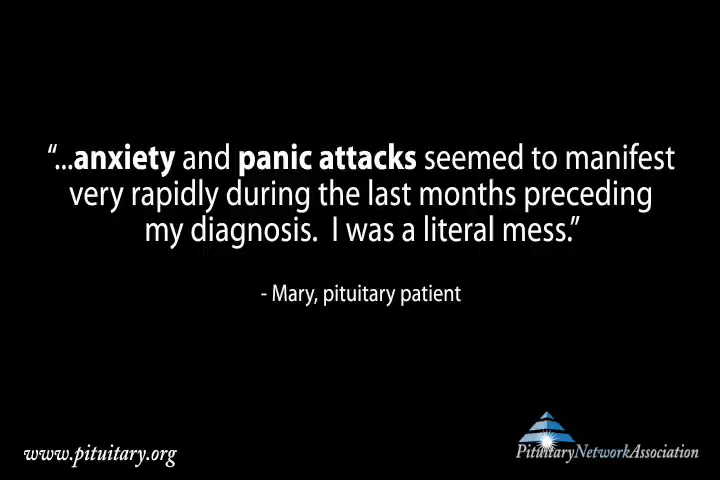 “...anxiety and panic attacks seemed to manifest
very rapidly during the last months preceding
my diagnosis.  I was a literal mess.”
- Mary, pituitary patient
www.pituitary.org
PituitaryNetworkAssociation